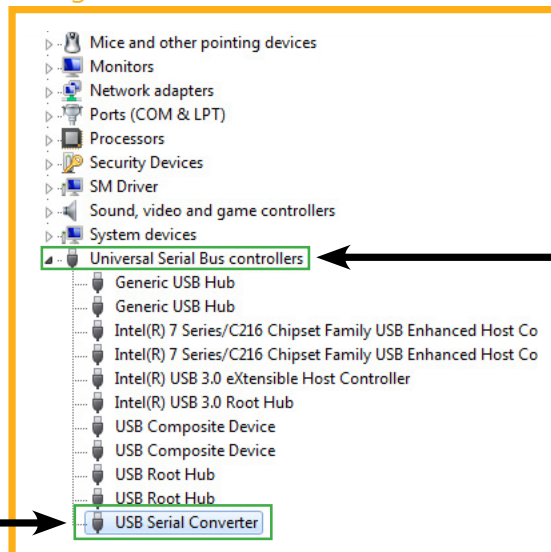 Mice and other pointing devices
Monitors
Network adapters
Ports (COM & LPT)
Processors
Security Devices
SM Driver
Sound, video and game controllers
System devices
Universal Serial Bus controllers
Generic USB Hub
Generic USB Hub
Intel(R) 7 Series/C216 Chipset Family USB Enhanced Host Co
Intel(R) 7 Series/C216 Chipset Family USB Enhanced Host Co
Intel(R) USB 3.0 eXtensible Host Controller
Intel(R) USB 3.0 Root Hub
USB Composite Device
USB Composite Device
USB Root Hub
USB Root Hub
USB Serial Converter